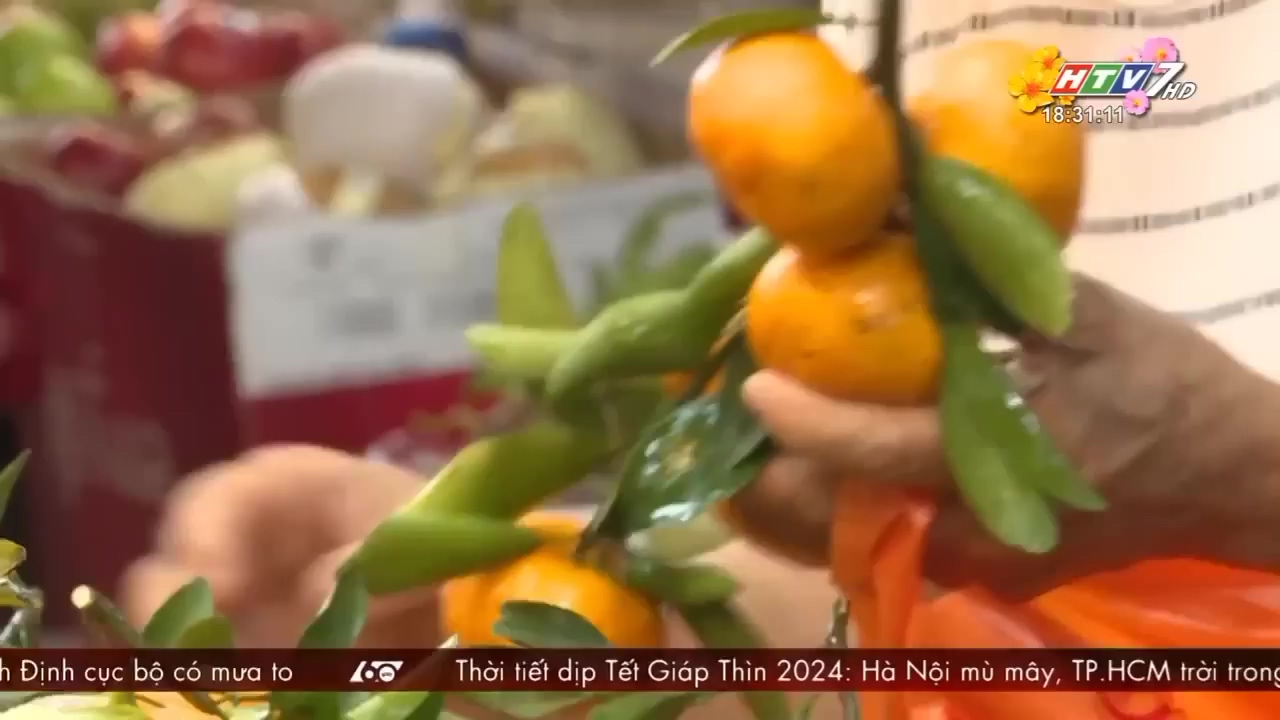 HTV7 HD
18:31:11
h Định cục bộ có mưa to 60 Thời tiết dịp Tết Giáp Thìn 2024: Hà Nội mù mây, TP.HCM trời trong